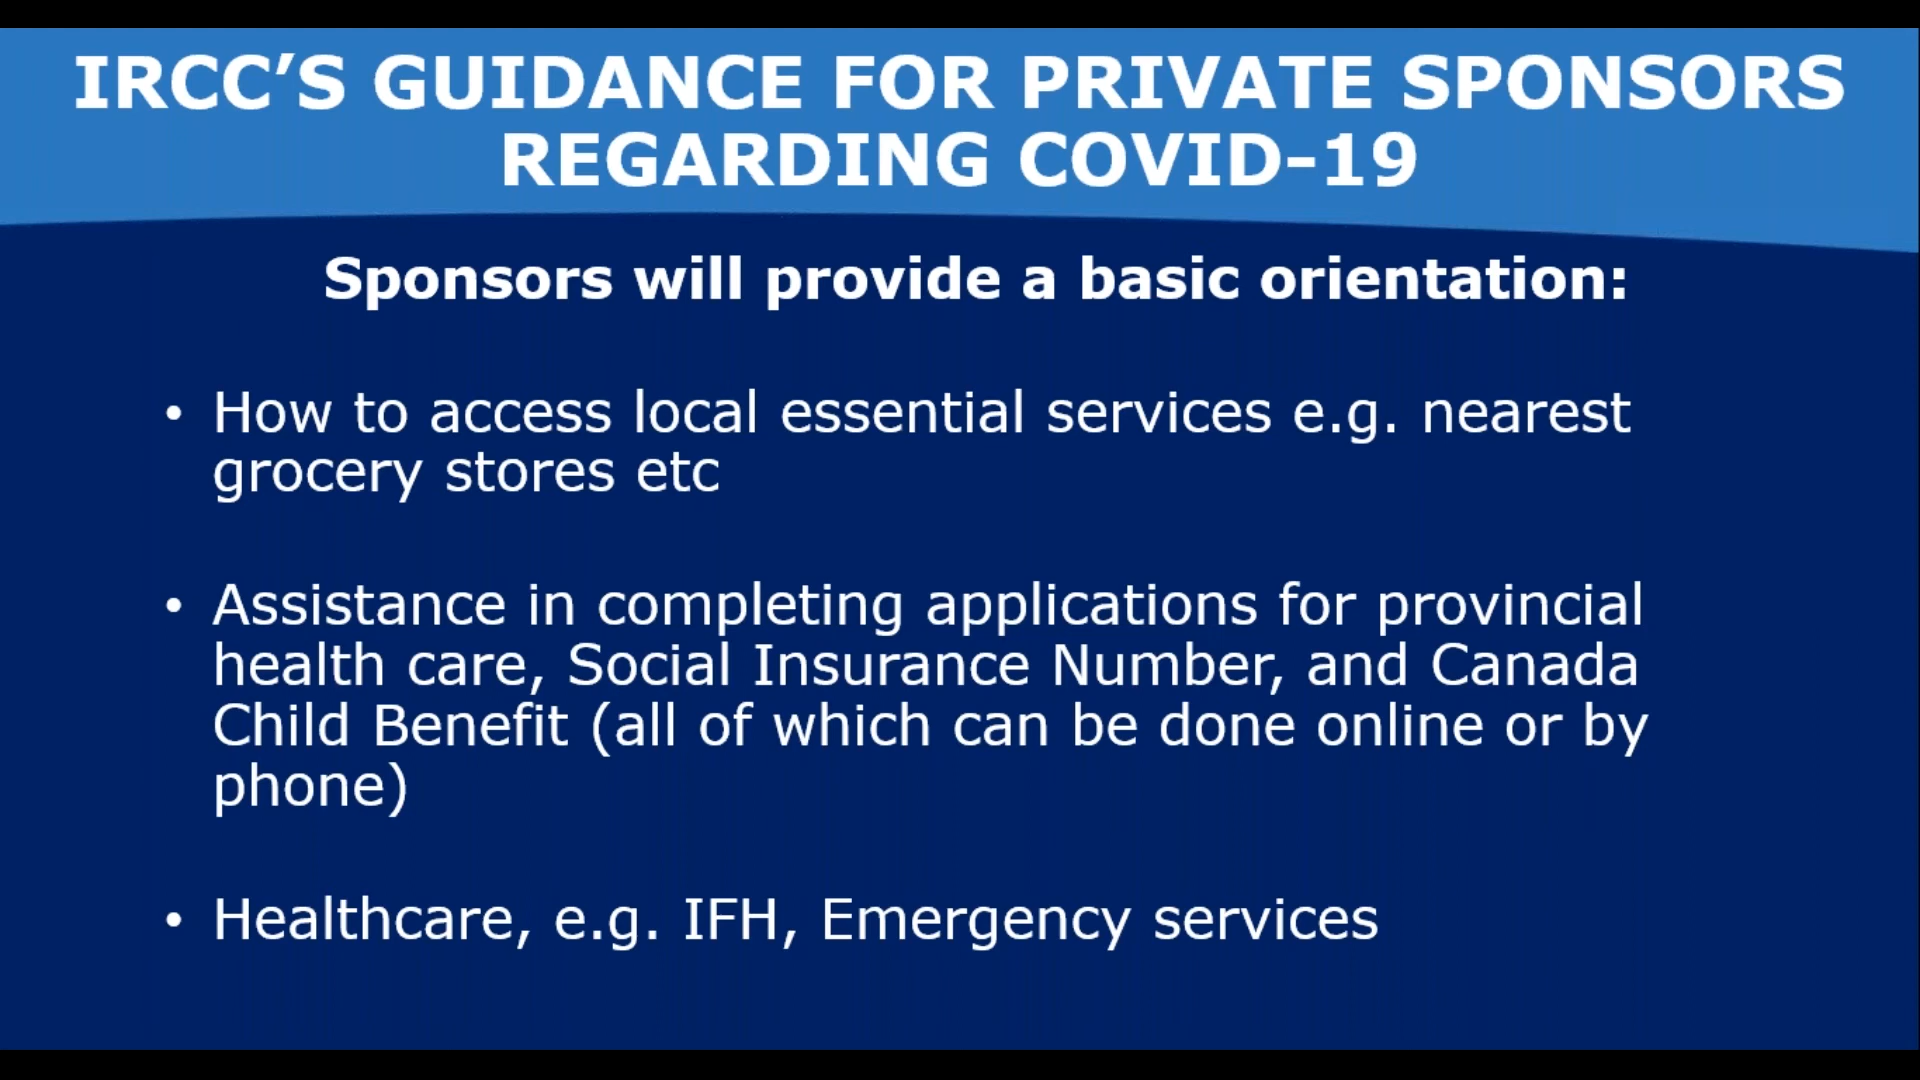 IRCC’S GUIDANCE FOR PRIVATE SPONSORS
REGARDING COVID-19
Sponsors will provide a basic orientation:
• How to access local essential services e.g. nearest
grocery stores etc
• Assistance in completing applications for provincial
health care, Social Insurance Number, and Canada
Child Benefit (all of which can be done online or by
phone)
• Healthcare, e.g. IFH, Emergency services